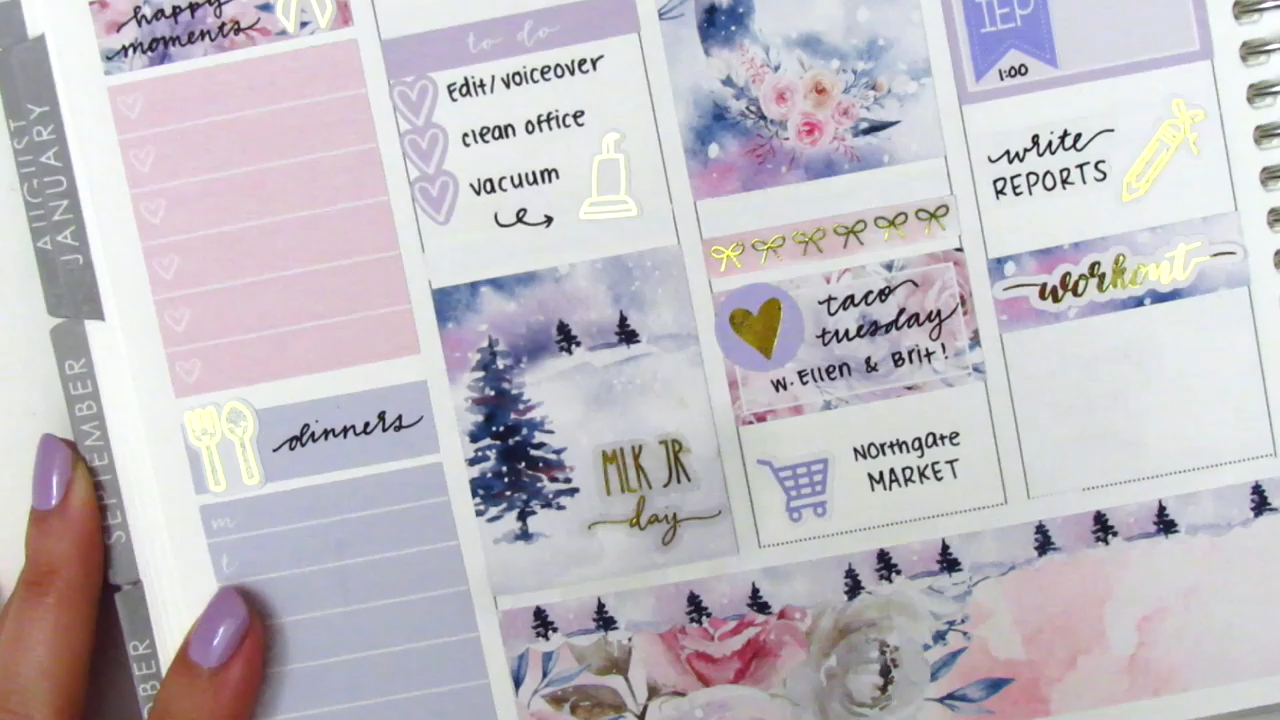 happy
moments
dinners
m
t
to do
Edit/voiceover
clean office
vacuum
MLK JR
day
taco
tuesday
w. Ellen & Brit!
Northgate
MARKET
IEP
1:00
write
REPORTS
workout
AUGUST
JANUARY
SEPTEMBER